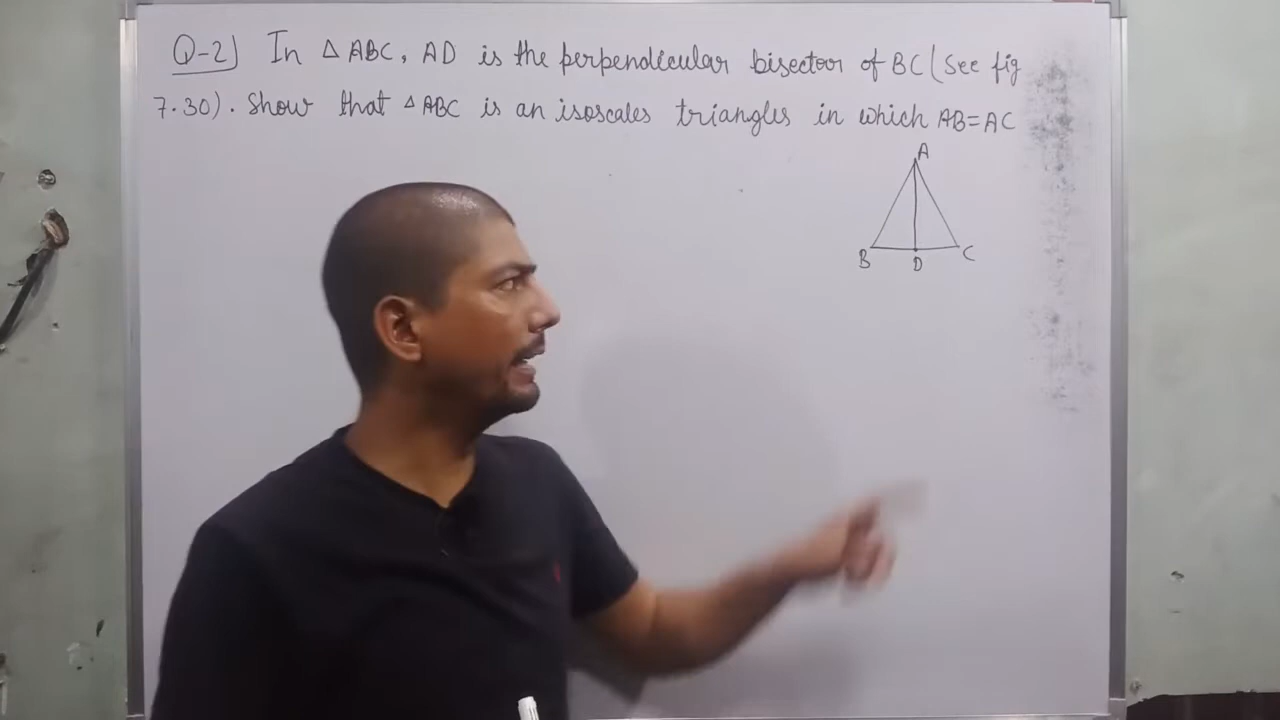 Q-2) In △ABC, AD is the perpendicular bisector of BC (See fig
7.30). Show that △ABC is an isoscales triangles in which AB=AC
A
B D C